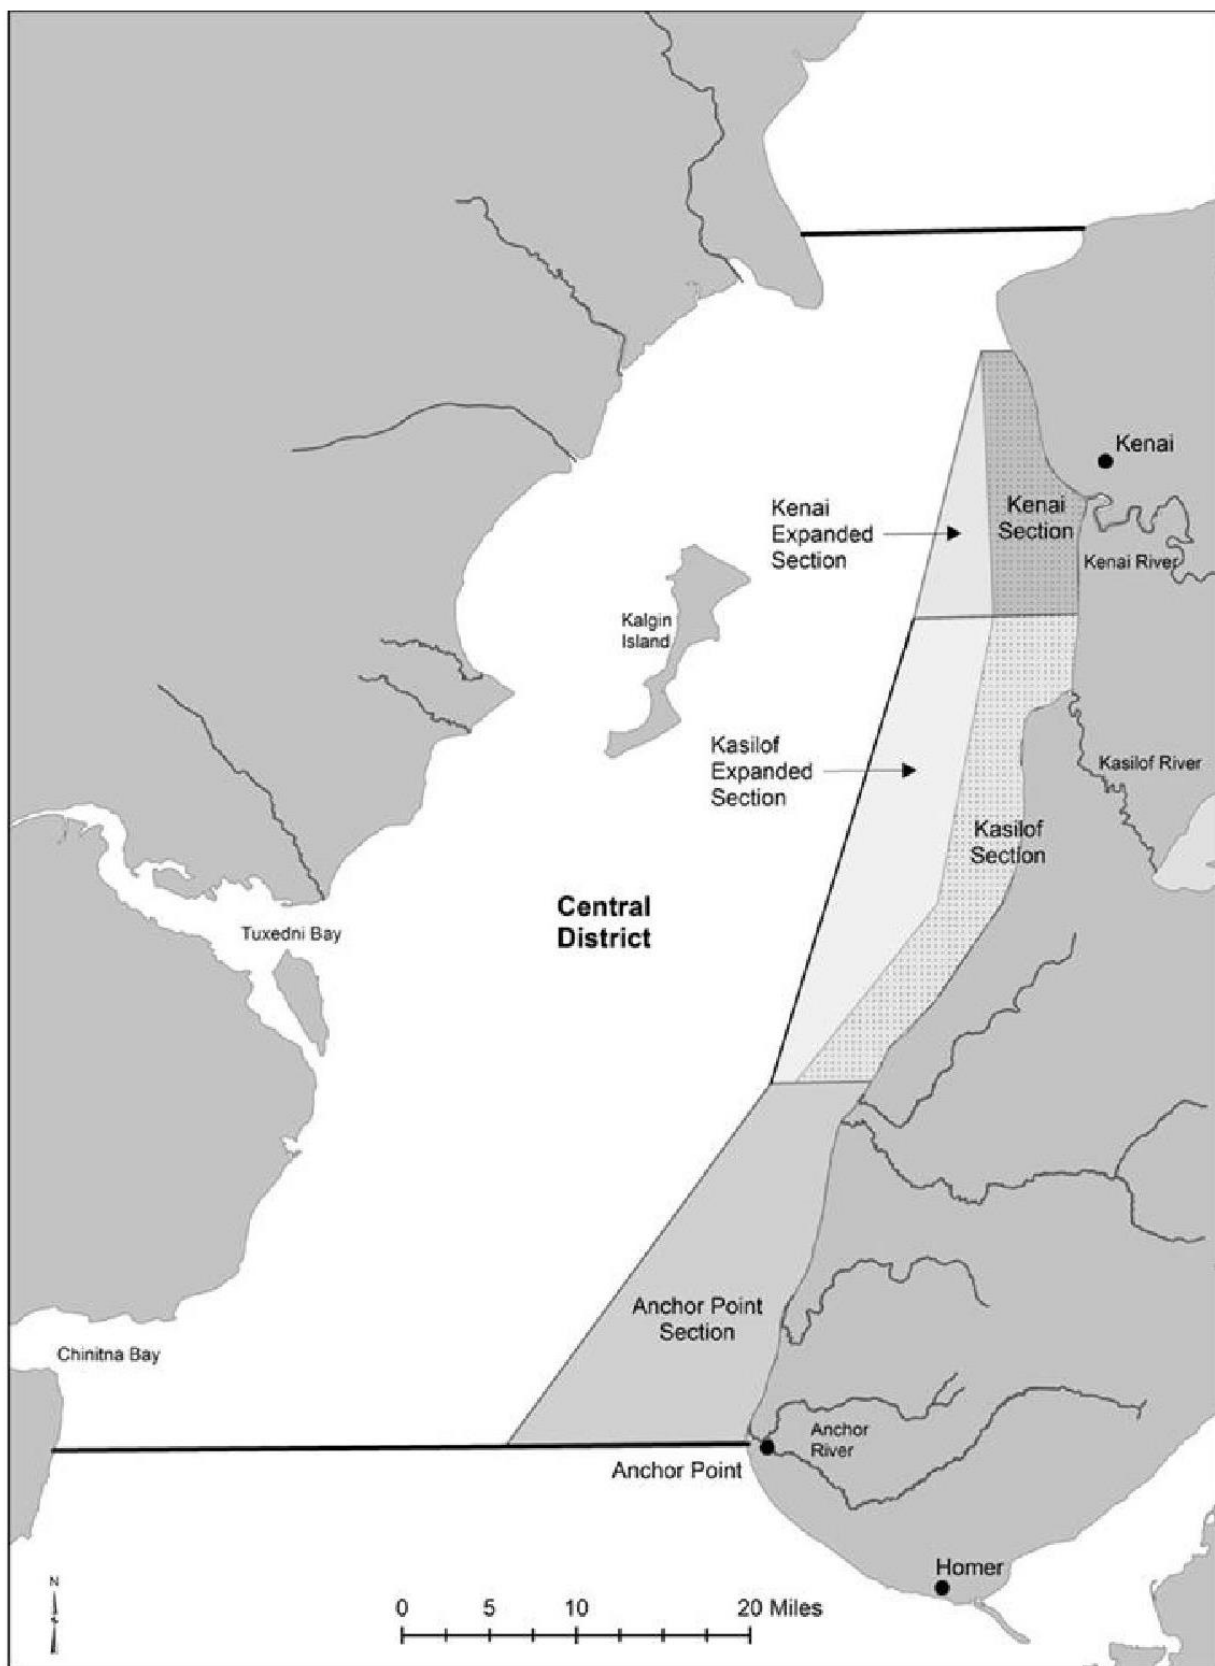 Kenai
Kenai
Expanded
Section
Kenai
Section
Kenai River
Kalgin
Island
Kasilof
Expanded
Section
Kasilof River
Kasilof
Section
Central
District
Tuxedni Bay
Anchor Point
Section
Chinitna Bay
Anchor
River
Anchor Point
Homer
N
S
0 5 10 20 Miles